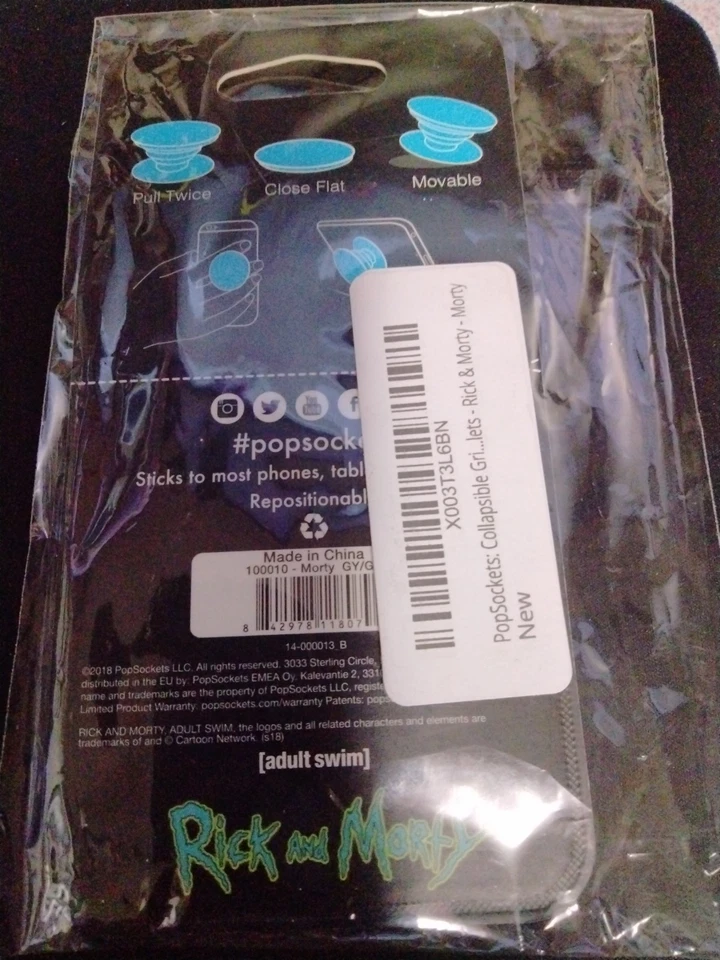 Pull Twice
Close Flat
Movable
#popsocke
Sticks to most phones, tabl
Repositionabl
Made in China
100010 - Morty GY/G
8 42978 11807
14-000013_B
©2018 PopSockets LLC. All rights reserved. 3033 Sterling Circle,
distributed in the EU by: PopSockets EMEA Oy. Kalevantie 2, 331
name and trademarks are the property of PopSockets LLC, registe
Limited Product Warranty: popsockets.com/warranty Patents: pops
RICK AND MORTY, ADULT SWIM, the logos and all related characters and elements are
trademarks of and © Cartoon Network. (s18)
[adult swim]
Rick and Morty
X003T3L6BN
PopSockets: Collapsible Gri...lets - Rick & Morty - Morty
New